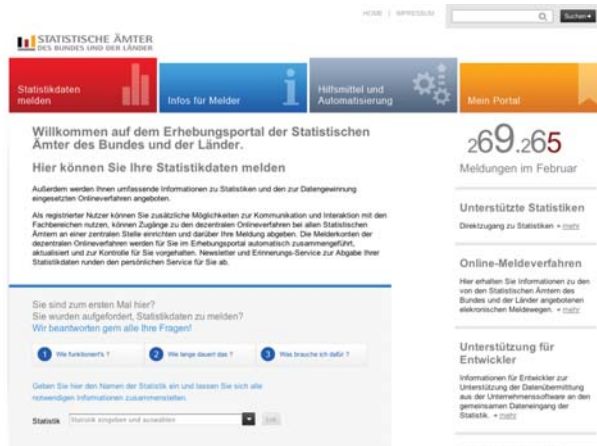 HOME | IMPRESSUM
Suchen
STATISTISCHE ÄMTER
DES BUNDES UND DER LÄNDER
Statistikdaten
melden
Infos für Melder
Hilfsmittel und
Automatisierung
Mein Portal
Willkommen auf dem Erhebungsportal der Statistischen
Ämter des Bundes und der Länder.
Hier können Sie Ihre Statistikdaten melden
Außerdem werden Ihnen umfassende Informationen zu Statistiken und den zur Datengewinnung
eingesetzten Onlineverfahren angeboten.
Als registrierter Nutzer können Sie zusätzliche Möglichkeiten zur Kommunikation und Interaktion mit den
Fachbereichen nutzen, können Zugänge zu den dezentralen Onlineverfahren bei allen Statistischen
Ämtern an einer zentralen Stelle einrichten und darüber Ihre Meldung abgeben. Die Melderkonten der
dezentralen Onlineverfahren werden für Sie im Erhebungsportal automatisch zusammengeführt,
aktualisiert und zur Kontrolle für Sie vorgehalten. Newsletter und Erinnerungs-Service zur Abgabe Ihrer
Statistikdaten runden den persönlichen Service für Sie ab.
Sie sind zum ersten Mal hier?
Sie wurden aufgefordert, Statistikdaten zu melden?
Wir beantworten gern alle Ihre Fragen!
1 Wie funktioniert's ?
2 Wie lange dauert das ?
3 Was brauche ich dafür ?
Geben Sie hier den Namen der Statistik ein und lassen Sie sich alle
notwendigen Informationen zusammenstellen.
Statistik Statistik eingeben und auswählen
269.265
Meldungen im Februar
Unterstützte Statistiken
Direktzugang zu Statistiken » mehr
Online-Meldeverfahren
Hier erhalten Sie Informationen zu den
von den Statistischen Ämtern des
Bundes und der Länder angebotenen
elekronischen Meldewegen. » mehr
Unterstützung für
Entwickler
Informationen für Entwickler zur
Unterstützung der Datenübermittlung
aus der Unternehmenssoftware an den
gemeinsamen Dateneingang der
Statistik. » mehr